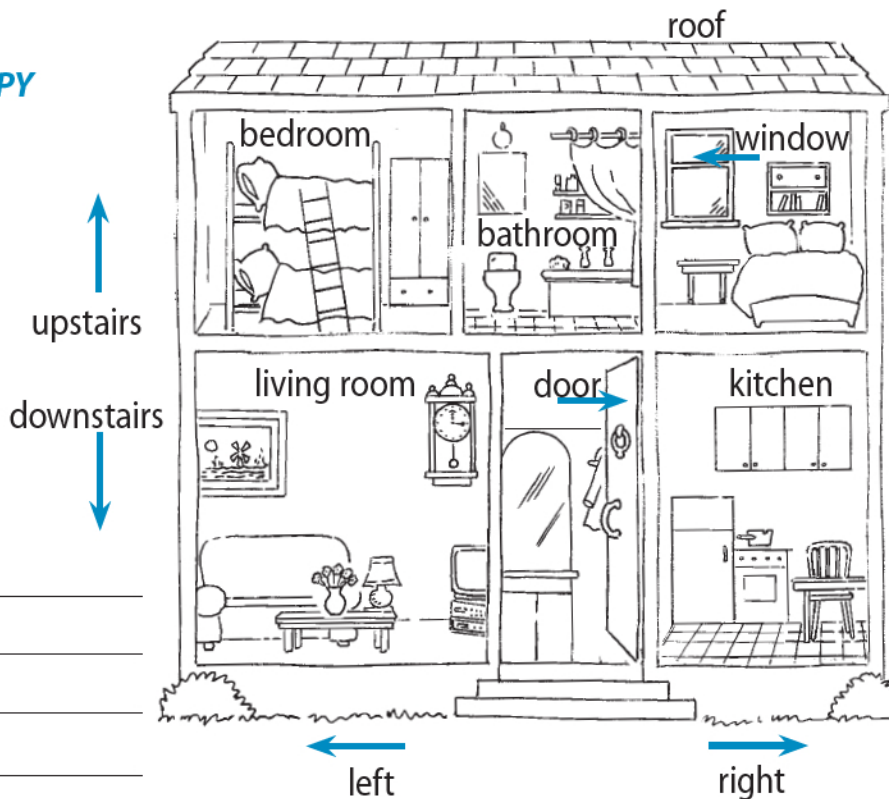 roof
PY
bedroom
window
bathroom
upstairs
living room
door
kitchen
downstairs
left
right